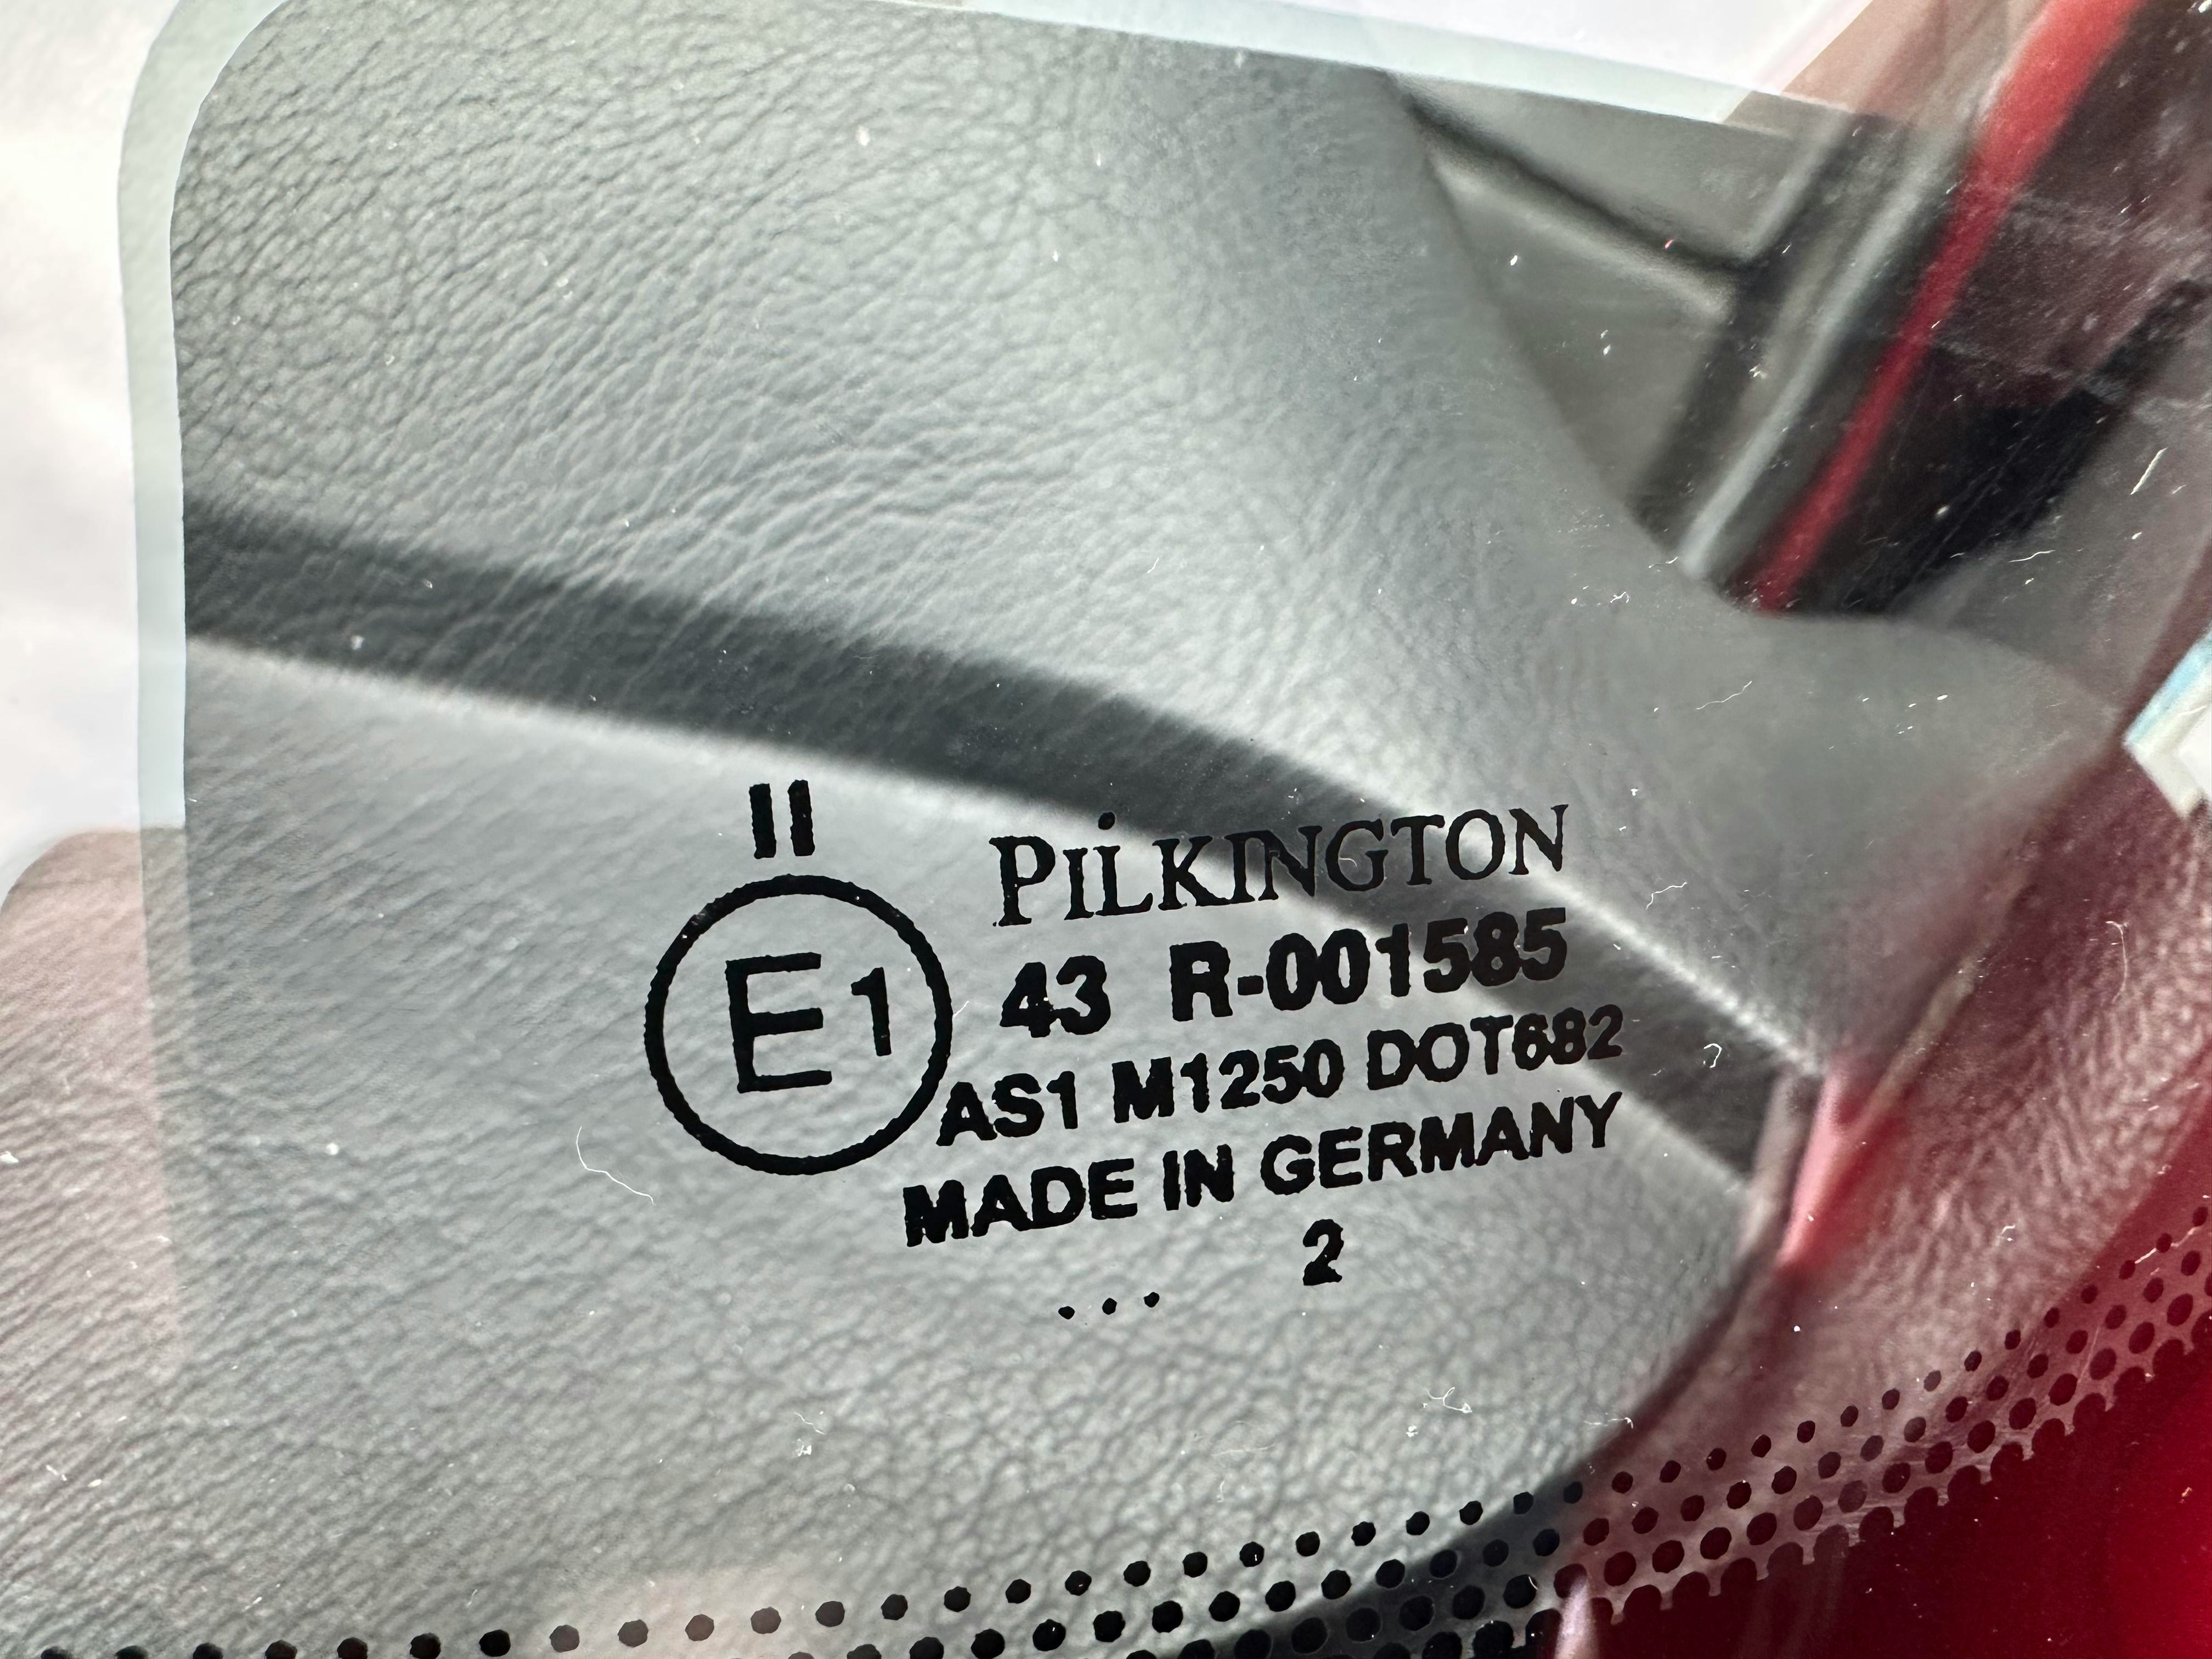 II
PILKINGTON
E1
43 R-001585
AS1 M1250 DOT682
MADE IN GERMANY
... 2